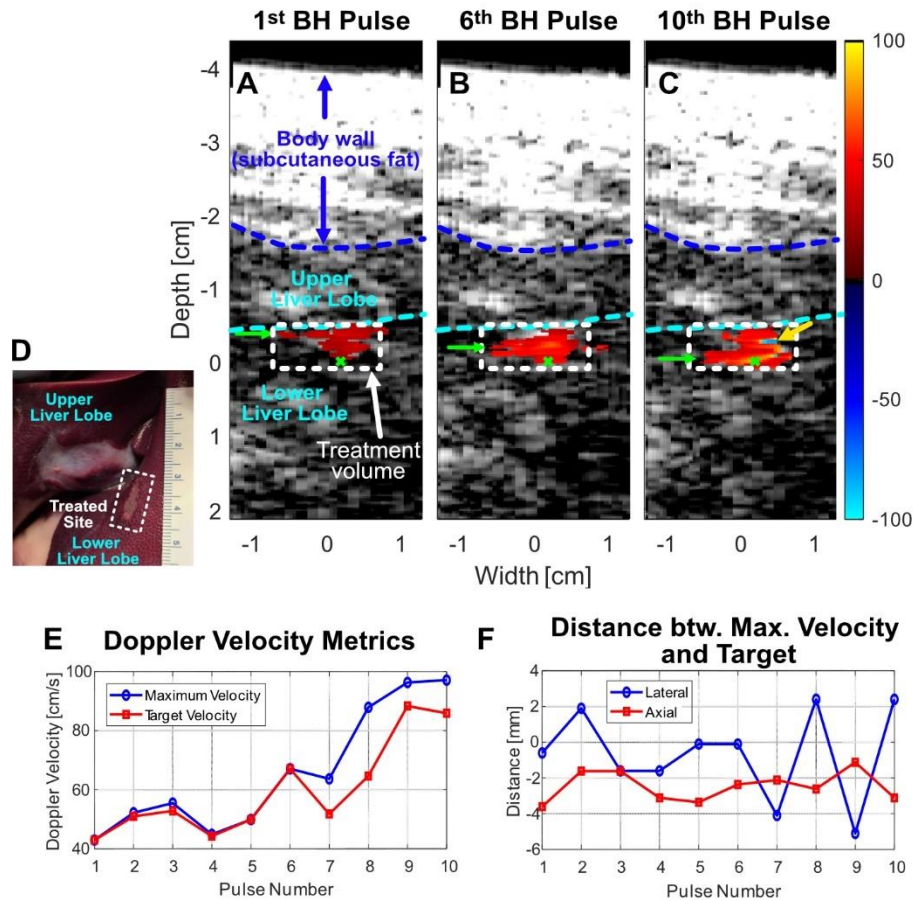 1st BH Pulse
6th BH Pulse
10th BH Pulse
A
B
C
Body wall
(subcutaneous fat)
Upper
Liver Lobe
Lower
Liver Lobe
Treatment
volume
Depth [cm]
-4
-3
-2
-1
0
1
2
-1 0 1
-1 0 1
-1 0 1
Width [cm]
100
50
0
-50
-100
D
Upper
Liver Lobe
Treated
Site
Lower
Liver Lobe
1
2
3
4
5
E Doppler Velocity Metrics
Doppler Velocity [cm/s]
100
80
60
40
Maximum Velocity
Target Velocity
1 2 3 4 5 6 7 8 9 10
Pulse Number
F Distance btw. Max. Velocity
and Target
Distance [mm]
4
2
0
-2
-4
-6
Lateral
Axial
1 2 3 4 5 6 7 8 9 10
Pulse Number